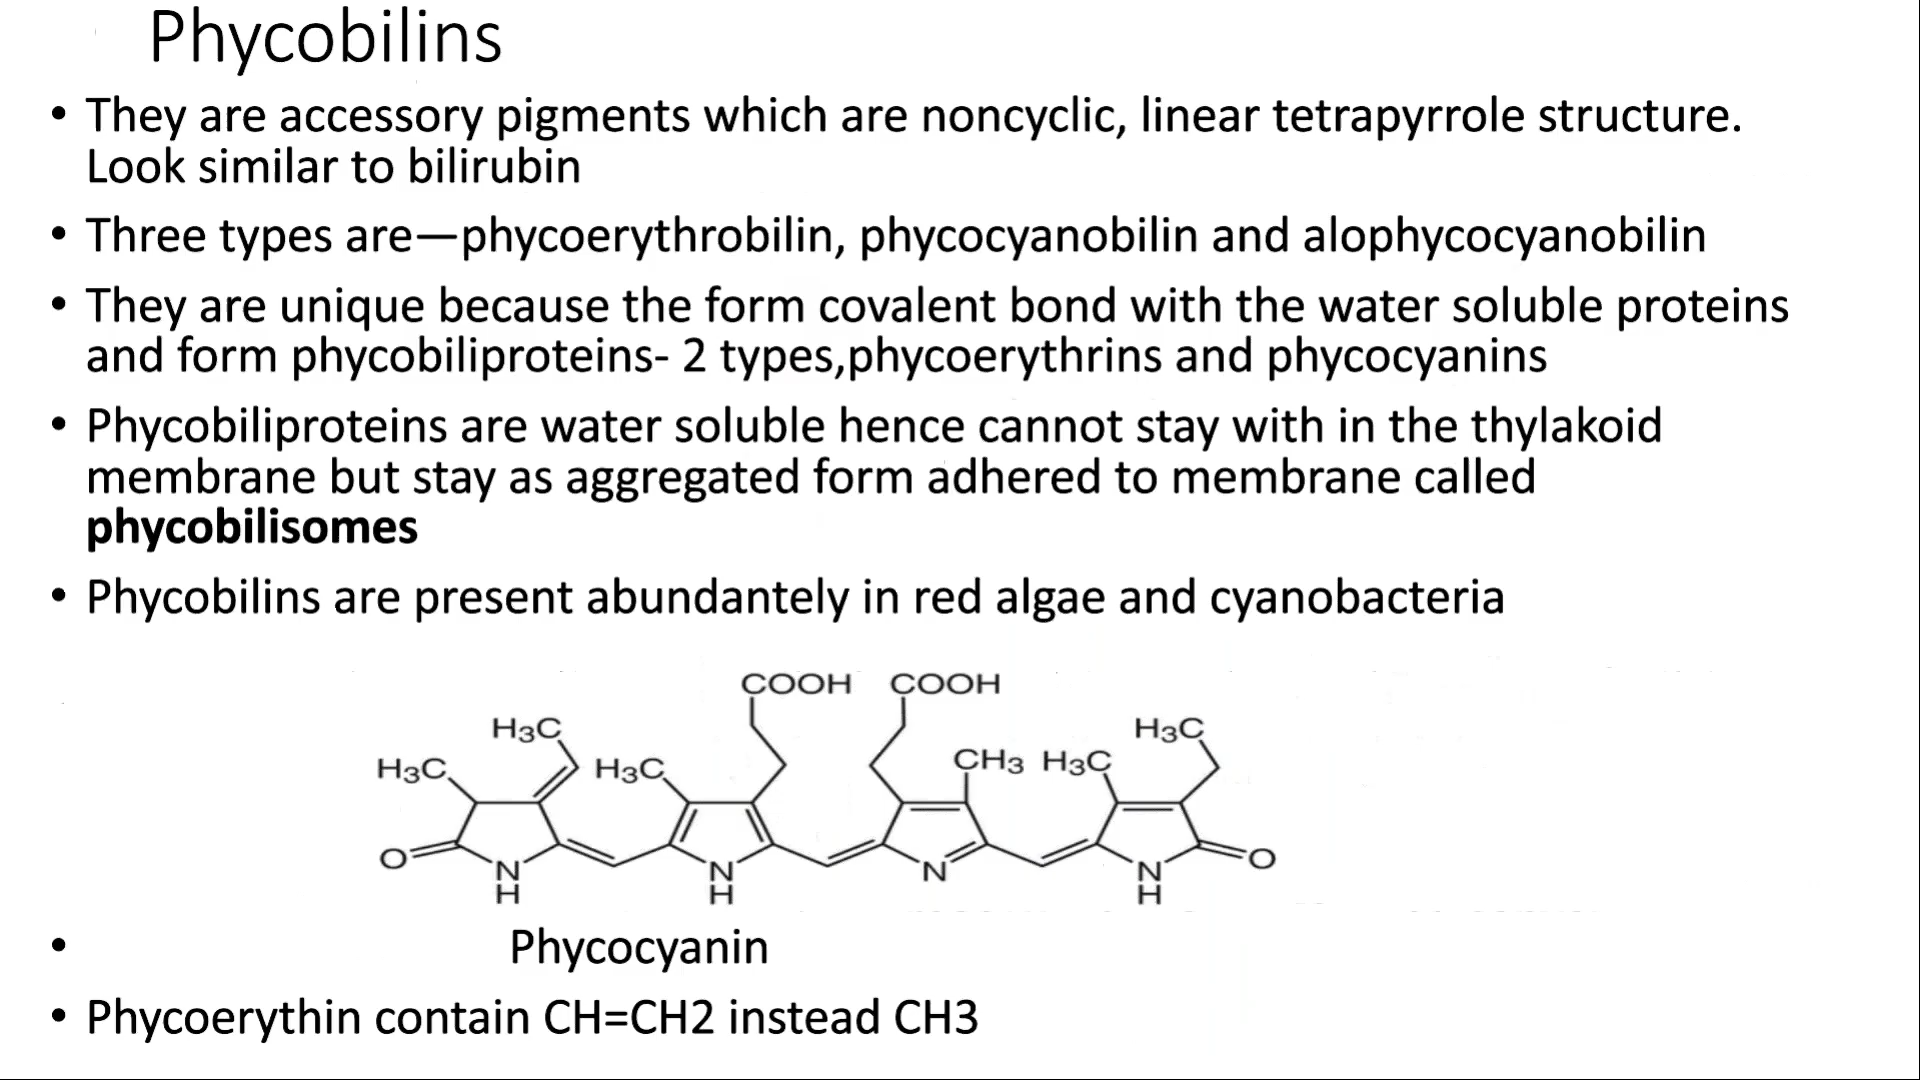 Phycobilins
• They are accessory pigments which are noncyclic, linear tetrapyrrole structure.
Look similar to bilirubin
• Three types are—phycoerythrobilin, phycocyanobilin and alophycocyanobilin
• They are unique because the form covalent bond with the water soluble proteins
and form phycobiliproteins- 2 types,phycoerythrins and phycocyanins
• Phycobiliproteins are water soluble hence cannot stay with in the thylakoid
membrane but stay as aggregated form adhered to membrane called
phycobilisomes
• Phycobilins are present abundantely in red algae and cyanobacteria
COOH COOH
H3C H3C
H3C H3C CH3 H3C
O N H N H N N H O
• Phycocyanin
• Phycoerythin contain CH=CH2 instead CH3